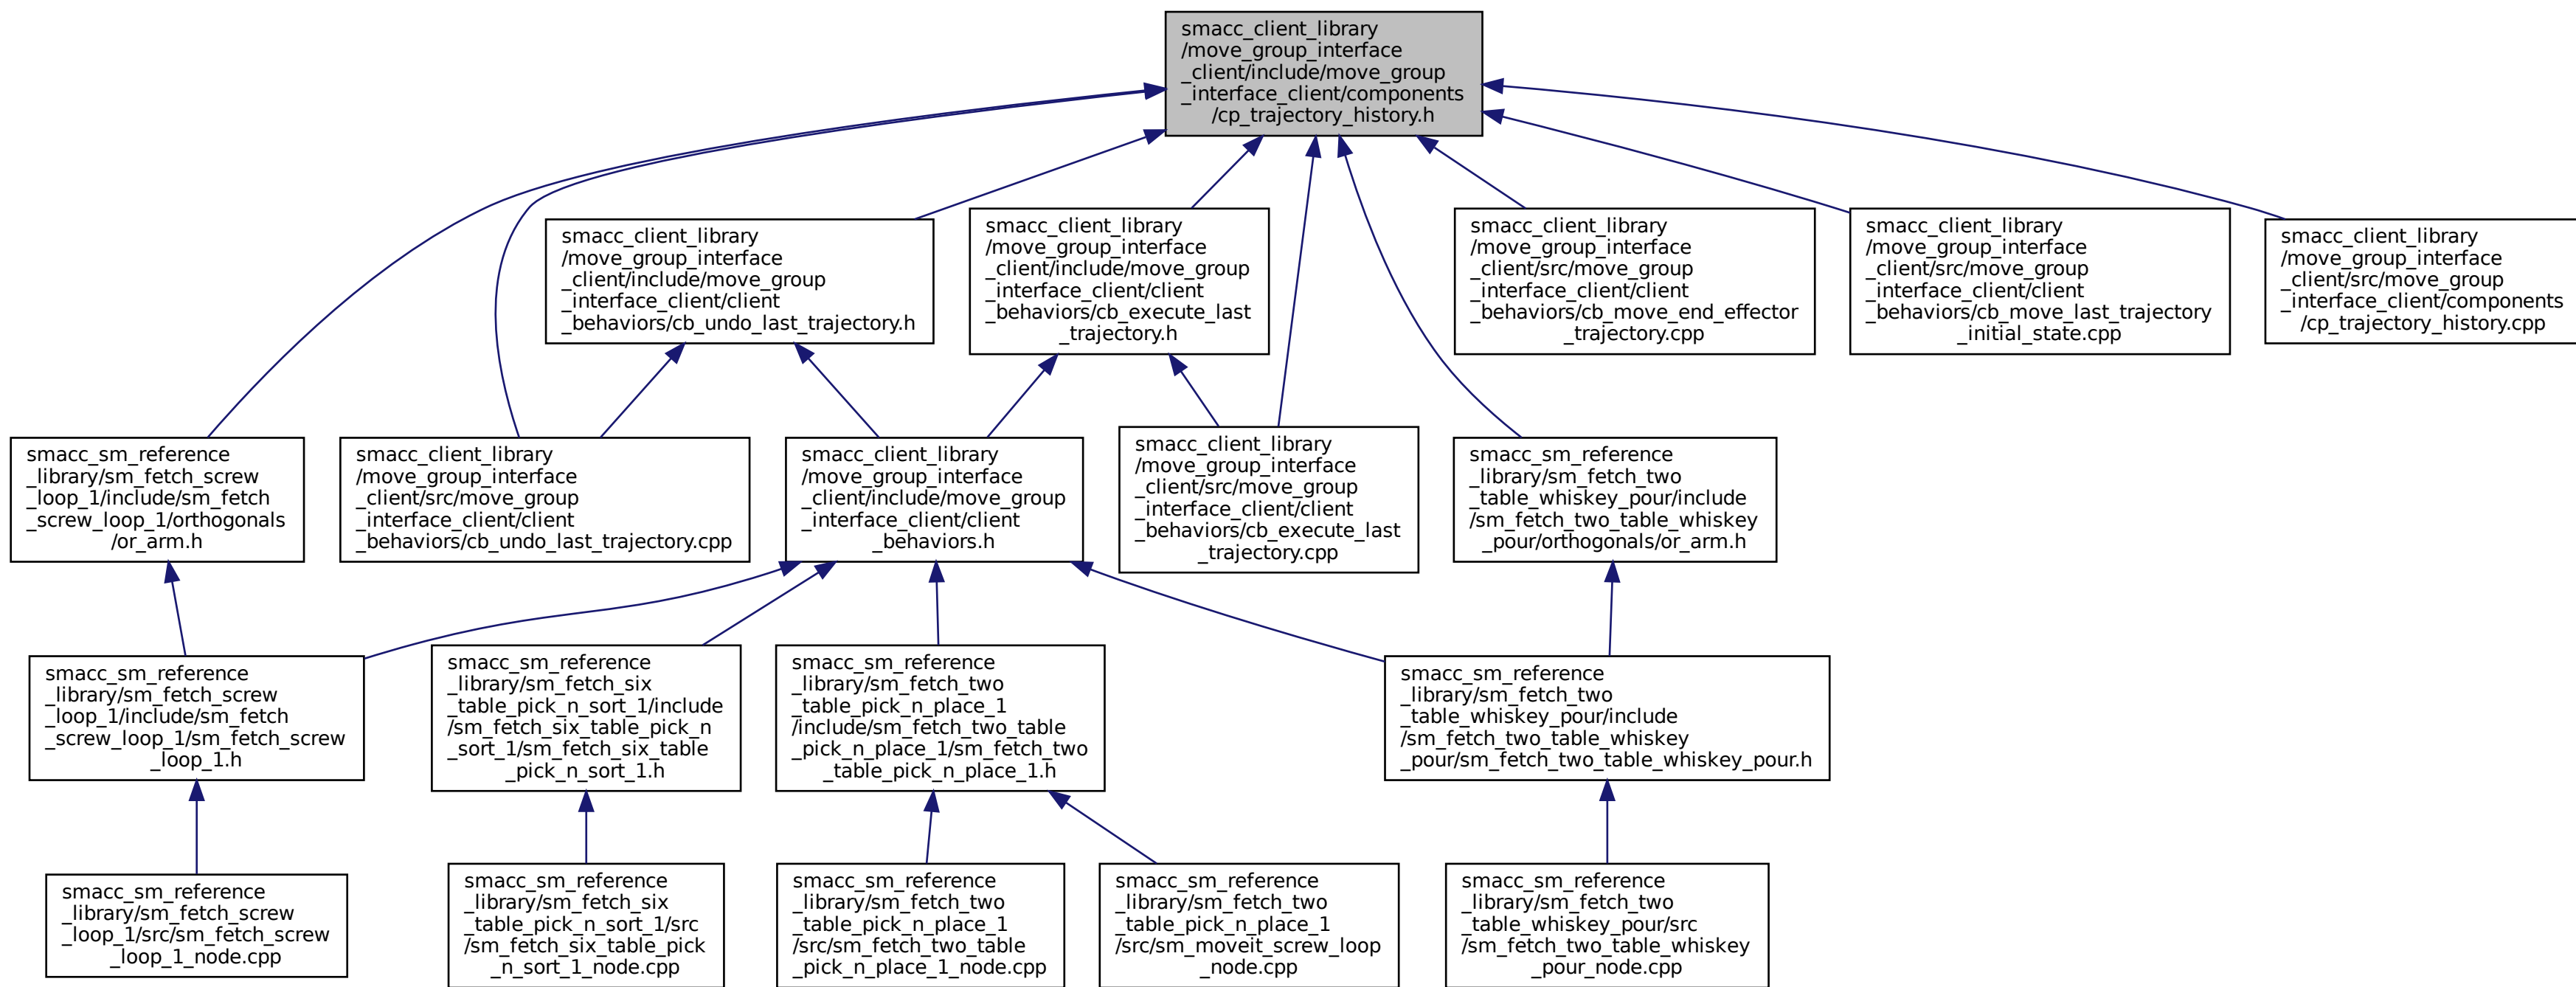 smacc_client_library
/move_group_interface
_client/include/move_group
_interface_client/components
/cp_trajectory_history.h
smacc_client_library
/move_group_interface
_client/include/move_group
_interface_client/client
_behaviors/cb_undo_last_trajectory.h
smacc_client_library
/move_group_interface
_client/include/move_group
_interface_client/client
_behaviors/cb_execute_last
_trajectory.h
smacc_client_library
/move_group_interface
_client/src/move_group
_interface_client/client
_behaviors/cb_move_end_effector
_trajectory.cpp
smacc_client_library
/move_group_interface
_client/src/move_group
_interface_client/client
_behaviors/cb_move_last_trajectory
_initial_state.cpp
smacc_client_library
/move_group_interface
_client/src/move_group
_interface_client/components
/cp_trajectory_history.cpp
smacc_sm_reference
_library/sm_fetch_screw
_loop_1/include/sm_fetch
_screw_loop_1/orthogonals
/or_arm.h
smacc_client_library
/move_group_interface
_client/src/move_group
_interface_client/client
_behaviors/cb_undo_last_trajectory.cpp
smacc_client_library
/move_group_interface
_client/include/move_group
_interface_client/client
_behaviors.h
smacc_client_library
/move_group_interface
_client/src/move_group
_interface_client/client
_behaviors/cb_execute_last
_trajectory.cpp
smacc_sm_reference
_library/sm_fetch_two
_table_whiskey_pour/include
/sm_fetch_two_table_whiskey
_pour/orthogonals/or_arm.h
smacc_sm_reference
_library/sm_fetch_screw
_loop_1/include/sm_fetch
_screw_loop_1/sm_fetch_screw
_loop_1.h
smacc_sm_reference
_library/sm_fetch_six
_table_pick_n_sort_1/include
/sm_fetch_six_table_pick_n
_sort_1/sm_fetch_six_table
_pick_n_sort_1.h
smacc_sm_reference
_library/sm_fetch_two
_table_pick_n_place_1
/include/sm_fetch_two_table
_pick_n_place_1/sm_fetch_two
_table_pick_n_place_1.h
smacc_sm_reference
_library/sm_fetch_two
_table_whiskey_pour/include
/sm_fetch_two_table_whiskey
_pour/sm_fetch_two_table_whiskey_pour.h
smacc_sm_reference
_library/sm_fetch_screw
_loop_1/src/sm_fetch_screw
_loop_1_node.cpp
smacc_sm_reference
_library/sm_fetch_six
_table_pick_n_sort_1/src
/sm_fetch_six_table_pick
_n_sort_1_node.cpp
smacc_sm_reference
_library/sm_fetch_two
_table_pick_n_place_1
/src/sm_fetch_two_table
_pick_n_place_1_node.cpp
smacc_sm_reference
_library/sm_fetch_two
_table_pick_n_place_1
/src/sm_moveit_screw_loop
_node.cpp
smacc_sm_reference
_library/sm_fetch_two
_table_whiskey_pour/src
/sm_fetch_two_table_whiskey
_pour_node.cpp